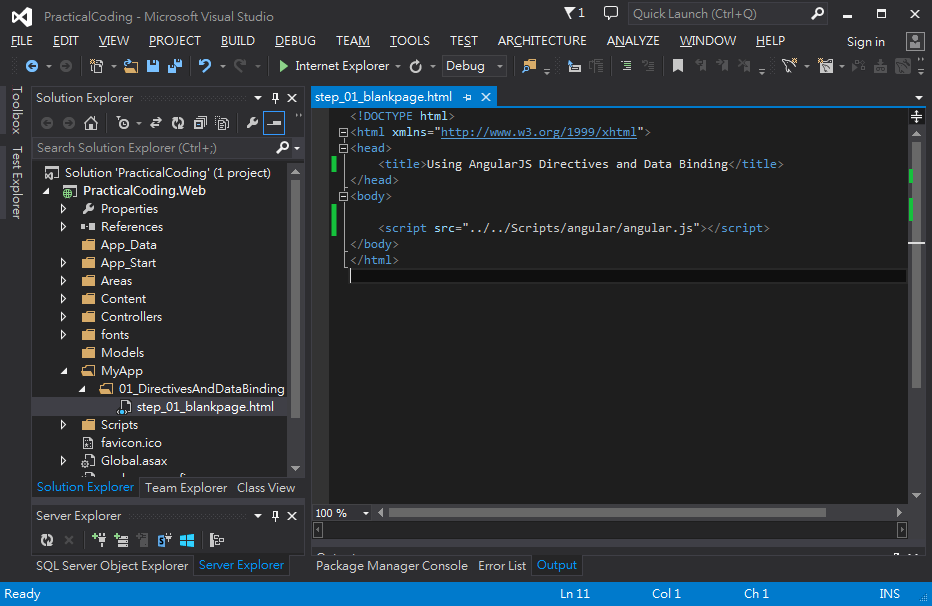 PracticalCoding - Microsoft Visual Studio
1
Quick Launch (Ctrl+Q)
FILE EDIT VIEW PROJECT BUILD DEBUG TEAM TOOLS TEST ARCHITECTURE ANALYZE WINDOW HELP Sign in
Internet Explorer Debug
Toolbox
Test Explorer
Solution Explorer
Search Solution Explorer (Ctrl+;)
Solution 'PracticalCoding' (1 project)
PracticalCoding.Web
Properties
References
App_Data
App_Start
Areas
Content
Controllers
fonts
Models
MyApp
01_DirectivesAndDataBinding
step_01_blankpage.html
Scripts
favicon.ico
Global.asax
Solution Explorer Team Explorer Class View
Server Explorer
SQL Server Object Explorer Server Explorer
step_01_blankpage.html
<!DOCTYPE html>
<html xmlns="http://www.w3.org/1999/xhtml">
<head>
<title>Using AngularJS Directives and Data Binding</title>
</head>
<body>
<script src="../../Scripts/angular/angular.js"></script>
</body>
</html>
100 %
Package Manager Console Error List Output
Ready Ln 11 Col 1 Ch 1 INS